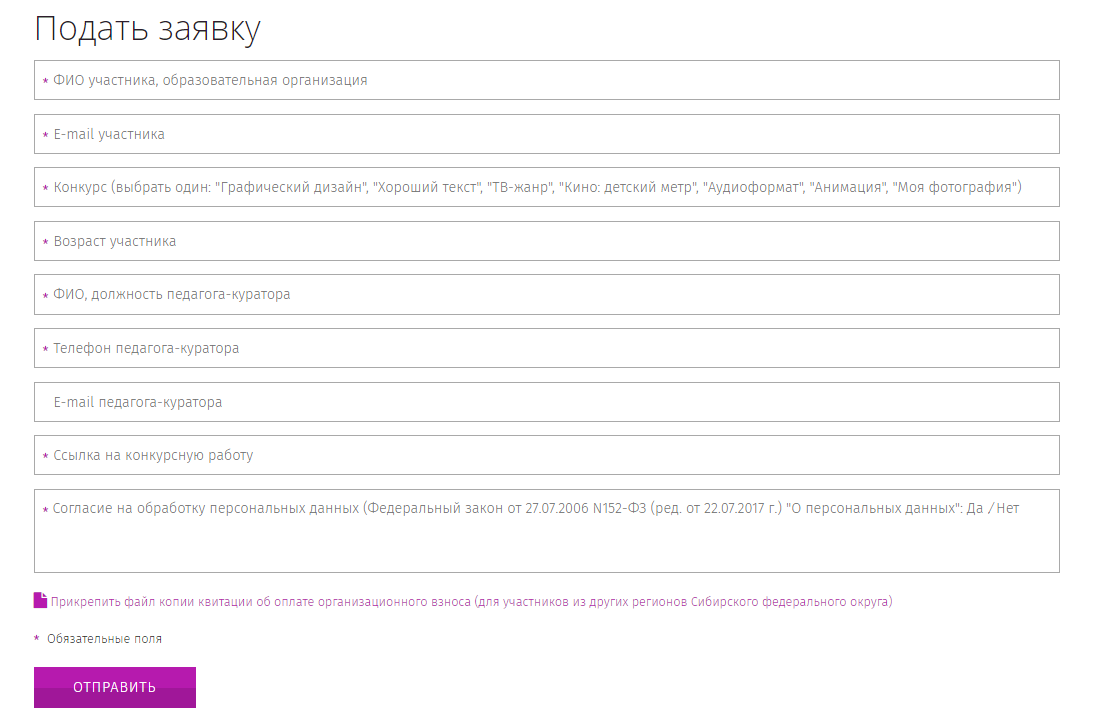 Подать заявку
* ФИО участника, образовательная организация
* E-mail участника
* Конкурс (выбрать один: "Графический дизайн", "Хороший текст", "ТВ-жанр", "Кино: детский метр", "Аудиоформат", "Анимация", "Моя фотография")
* Возраст участника
* ФИО, должность педагога-куратора
* Телефон педагога-куратора
E-mail педагога-куратора
* Ссылка на конкурсную работу
* Согласие на обработку персональных данных (Федеральный закон от 27.07.2006 N152-ФЗ (ред. от 22.07.2017 г.) "О персональных данных": Да / Нет
Прикрепить файл копии квитации об оплате организационного взноса (для участников из других регионов Сибирского федерального округа)
* Обязательные поля
ОТПРАВИТЬ